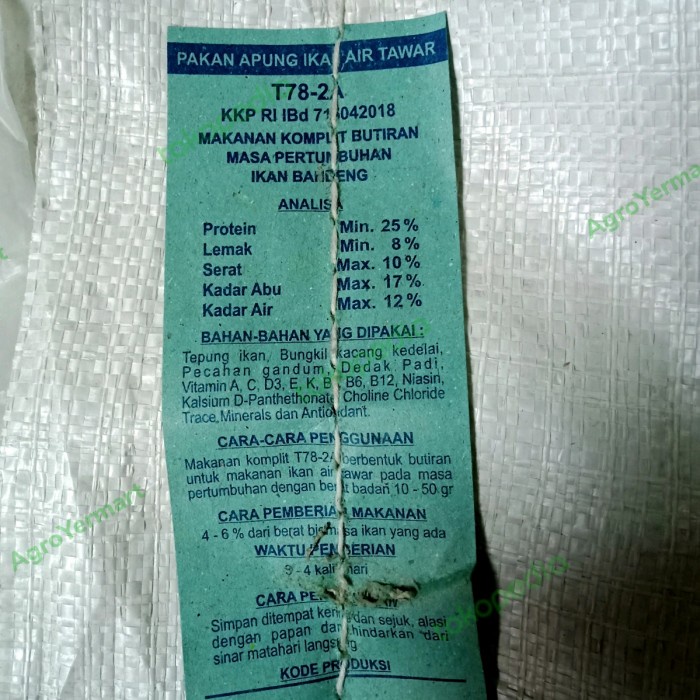 PAKAN APUNG IKAN AIR TAWAR
T78-2A
KKP RI IBd 042018
MAKANAN KOMPLIT BUTIRAN
MASA PERTUMBUHAN
IKAN BANDENG
ANALISA
Protein Min. 25 %
Lemak Min. 8 %
Serat Max. 10 %
Kadar Abu Max. 17 %
Kadar Air Max. 12 %
BAHAN-BAHAN YANG DIPAKAI :
Tepung ikan, Bungkil kacang kedelai,
Pecahan gandum, Dedak Padi,
Vitamin A, C, D3, E, K, B6, B12, Niasin,
Kalsium D-Panthethonate, Choline Chloride
Trace, Minerals dan Antioxidant.
CARA-CARA PENGGUNAAN
Makanan komplit T78-2A berbentuk butiran
untuk makanan ikan air tawar pada masa
pertumbuhan dengan berat badan 10 - 50 gr
CARA PEMBERIAN MAKANAN
4 - 6 % dari berat biomasa ikan yang ada
WAKTU PEMBERIAN
- 4 kali hari
CARA
Simpan ditempat kering dan sejuk, alasi
dengan papan dan hindarkan dari
sinar matahari langsung
KODE PRODUKSI
AgroYermart
AgroYermart
tokopedia